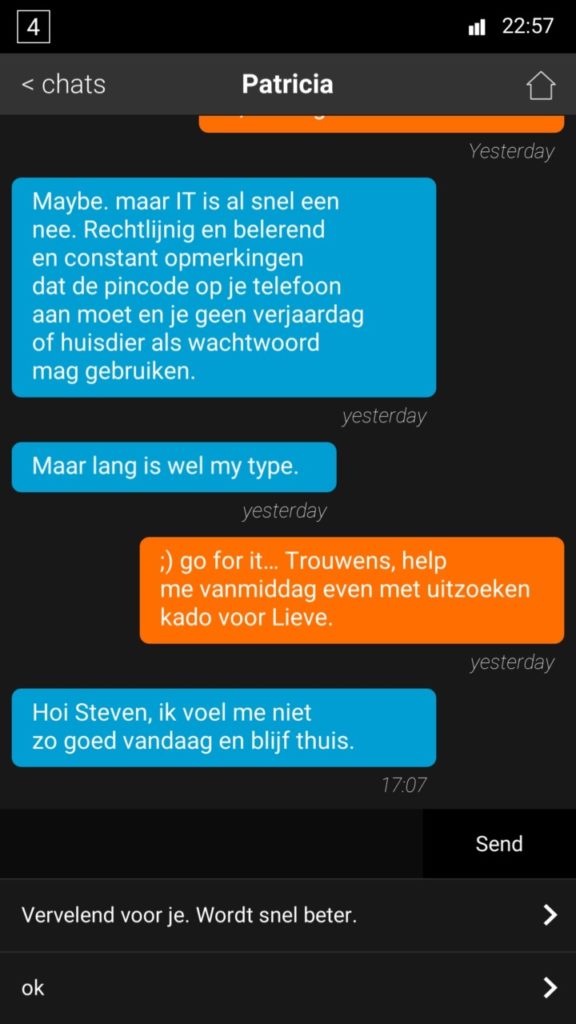 4
22:57
< chats
Patricia
Yesterday
Maybe. maar IT is al snel een
nee. Rechtlijnig en belerend
en constant opmerkingen
dat de pincode op je telefoon
aan moet en je geen verjaardag
of huisdier als wachtwoord
mag gebruiken.
yesterday
Maar lang is wel my type.
yesterday
;) go for it... Trouwens, help
me vanmiddag even met uitzoeken
kado voor Lieve.
yesterday
Hoi Steven, ik voel me niet
zo goed vandaag en blijf thuis.
17:07
Send
Vervelend voor je. Wordt snel beter.
ok